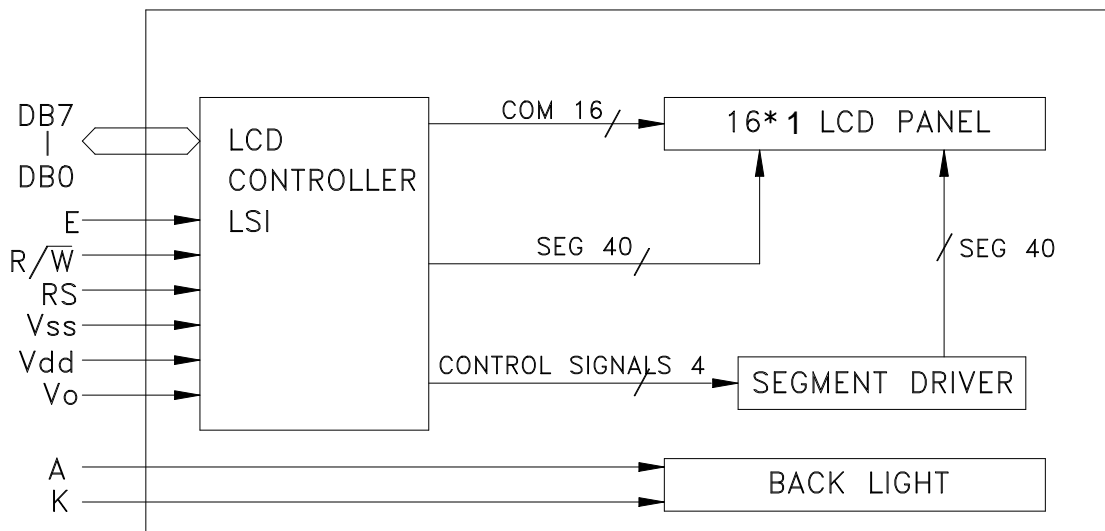 DB7
DB0
E
R/W̅
RS
Vss
Vdd
Vo
A
K
LCD
CONTROLLER
LSI
COM 16
16*1 LCD PANEL
SEG 40
SEG 40
CONTROL SIGNALS 4
SEGMENT DRIVER
BACK LIGHT